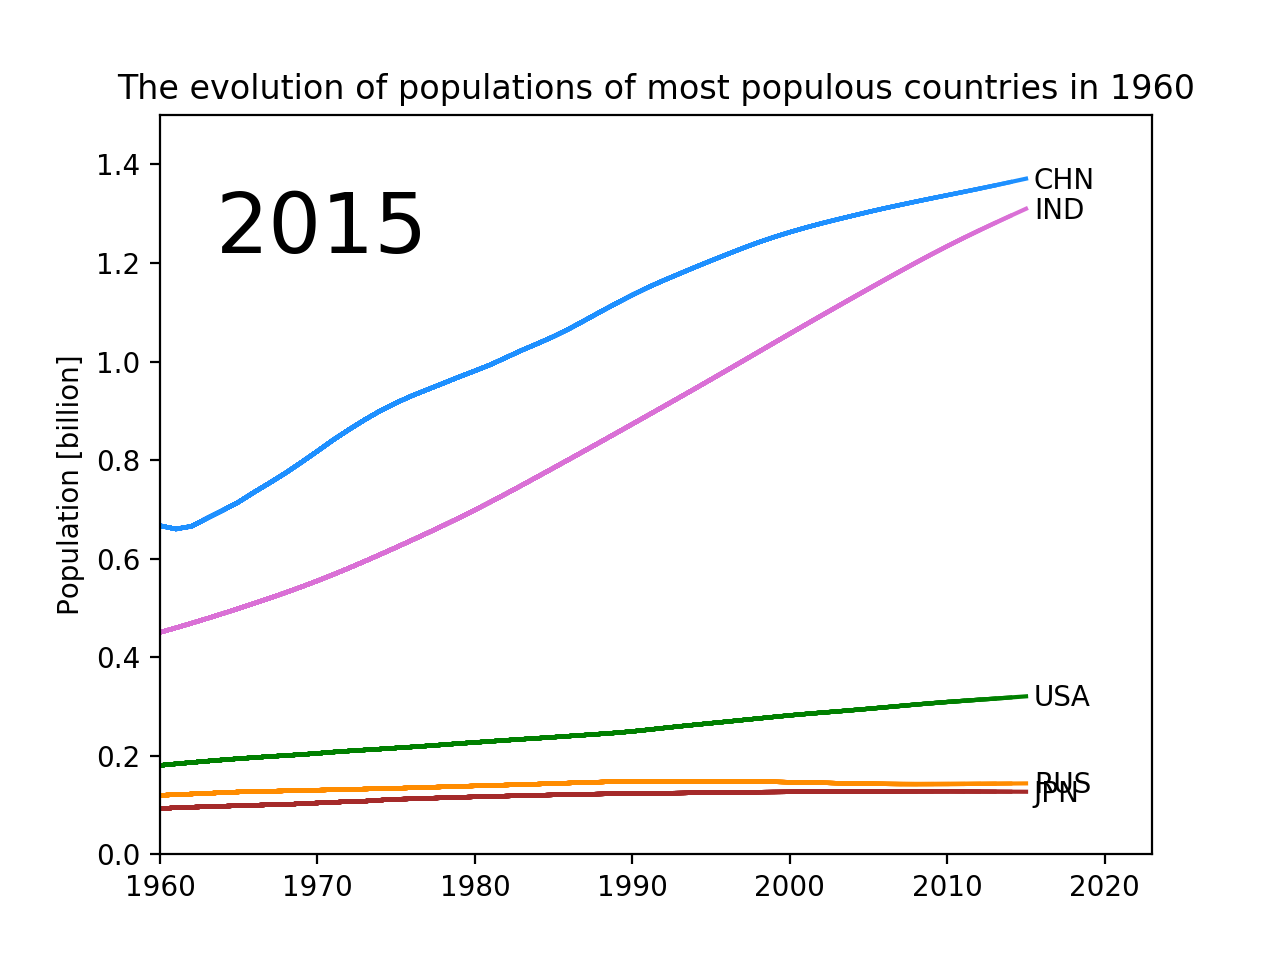 The evolution of populations of most populous countries in 1960
2015
Population [billion]
1.4
1.2
1.0
0.8
0.6
0.4
0.2
0.0
1960 1970 1980 1990 2000 2010 2020
CHN
IND
USA
RUS
JPN